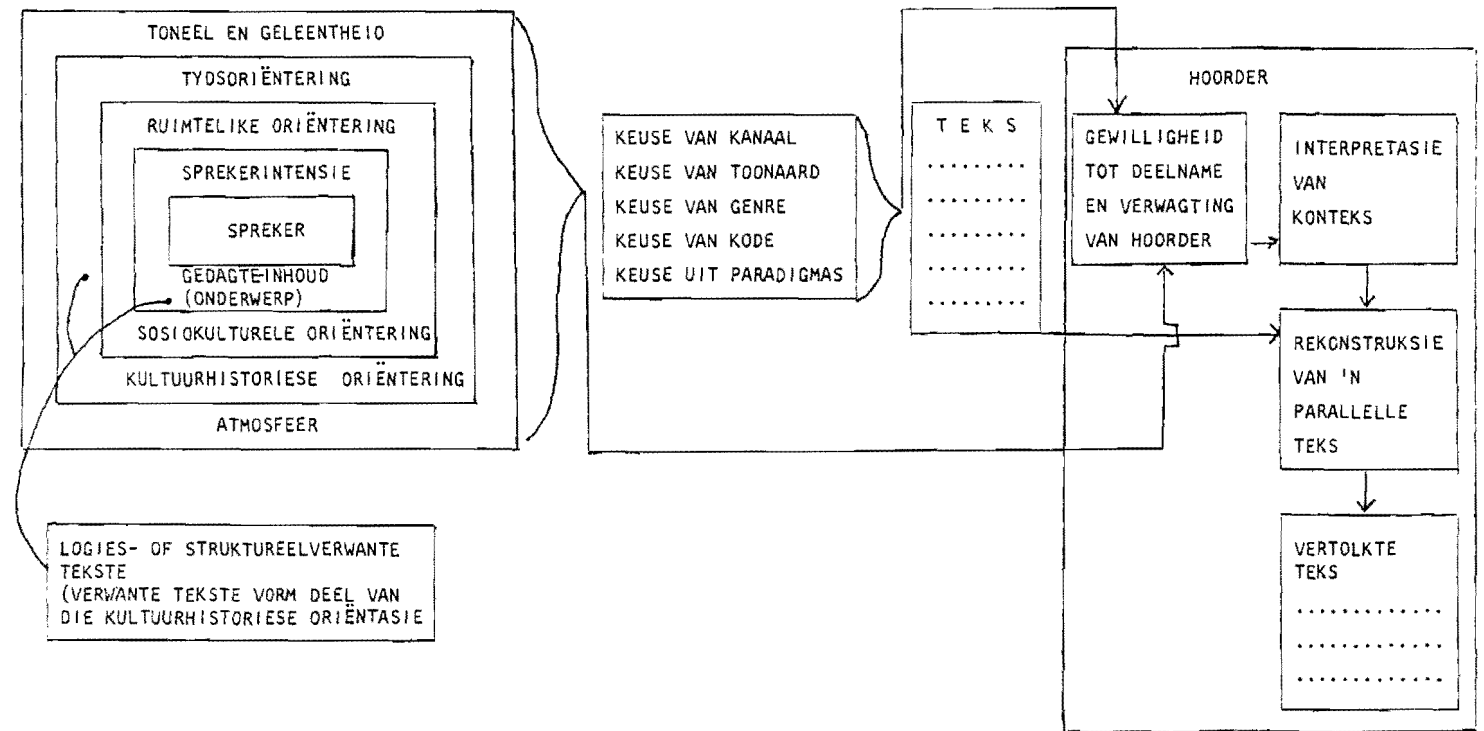 TONEEL EN GELEENTHEID
TYDSORIËNTERING
RUIMTELIKE ORIËNTERING
SPREKERINTENSIE
SPREKER
GEDAGTE-INHOUD
(ONDERWERP)
SOSIOKULTURELE ORIËNTERING
KULTUURHISTORIESE ORIËNTERING
ATMOSFEER
LOGIES- OF STRUKTUREELVERWANTE
TEKSTE
(VERWANTE TEKSTE VORM DEEL VAN
DIE KULTUURHISTORIESE ORIËNTASIE
KEUSE VAN KANAAL
KEUSE VAN TOONAARD
KEUSE VAN GENRE
KEUSE VAN KODE
KEUSE UIT PARADIGMAS
TEKS
.........
.........
.........
.........
.........
HOORDER
GEWILLIGHEID
TOT DEELNAME
EN VERWAGTING
VAN HOORDER
INTERPRETASIE
VAN
KONTEKS
REKONSTRUKSIE
VAN 'N
PARALLELLE
TEKS
VERTOLKTE
TEKS
.............
.............
.............